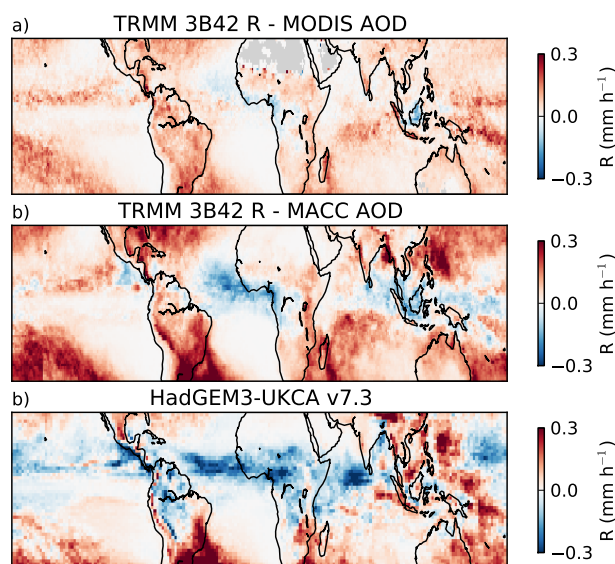 a) TRMM 3B42 R - MODIS AOD
0.3
0.0
−0.3
R (mm h⁻¹)
b) TRMM 3B42 R - MACC AOD
0.3
0.0
−0.3
R (mm h⁻¹)
b) HadGEM3-UKCA v7.3
0.3
0.0
−0.3
R (mm h⁻¹)